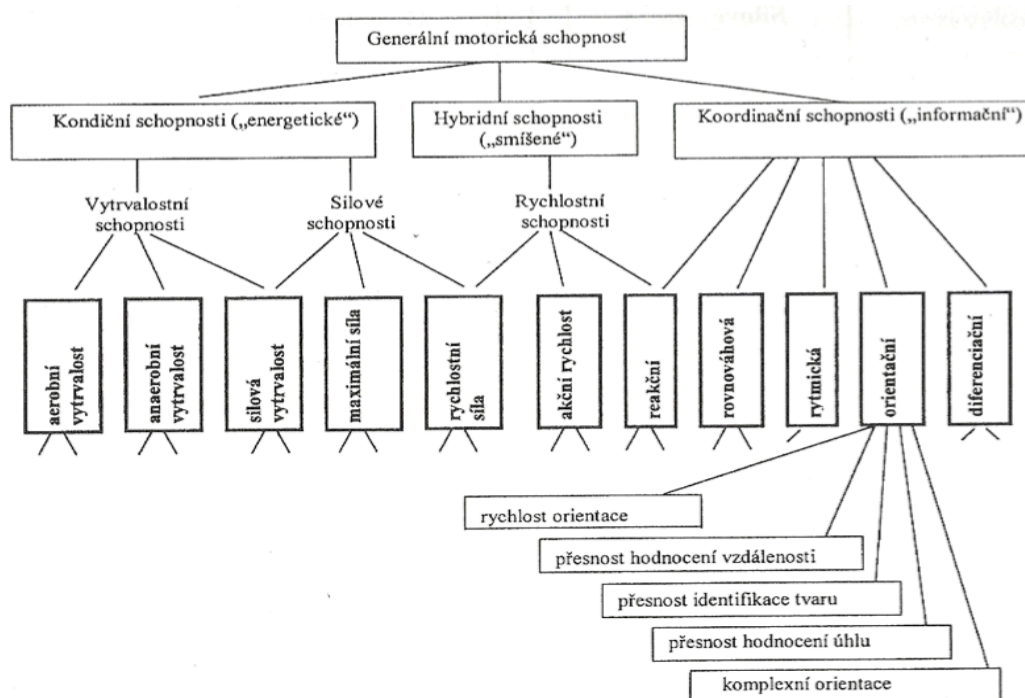 Generální motorická schopnost
Kondiční schopnosti („energetické“)
Hybridní schopnosti
(„smíšené“)
Koordinační schopnosti („informační“)
Vytrvalostní
schopnosti
Silové
schopnosti
Rychlostní
schopnosti
aerobní
vytrvalost
anaerobní
vytrvalost
silová
vytrvalost
maximální síla
rychlostní
síla
akční rychlost
reakční
rovnováhová
rytmická
orientační
diferenciační
rychlost orientace
přesnost hodnocení vzdálenosti
přesnost identifikace tvaru
přesnost hodnocení úhlu
komplexní orientace